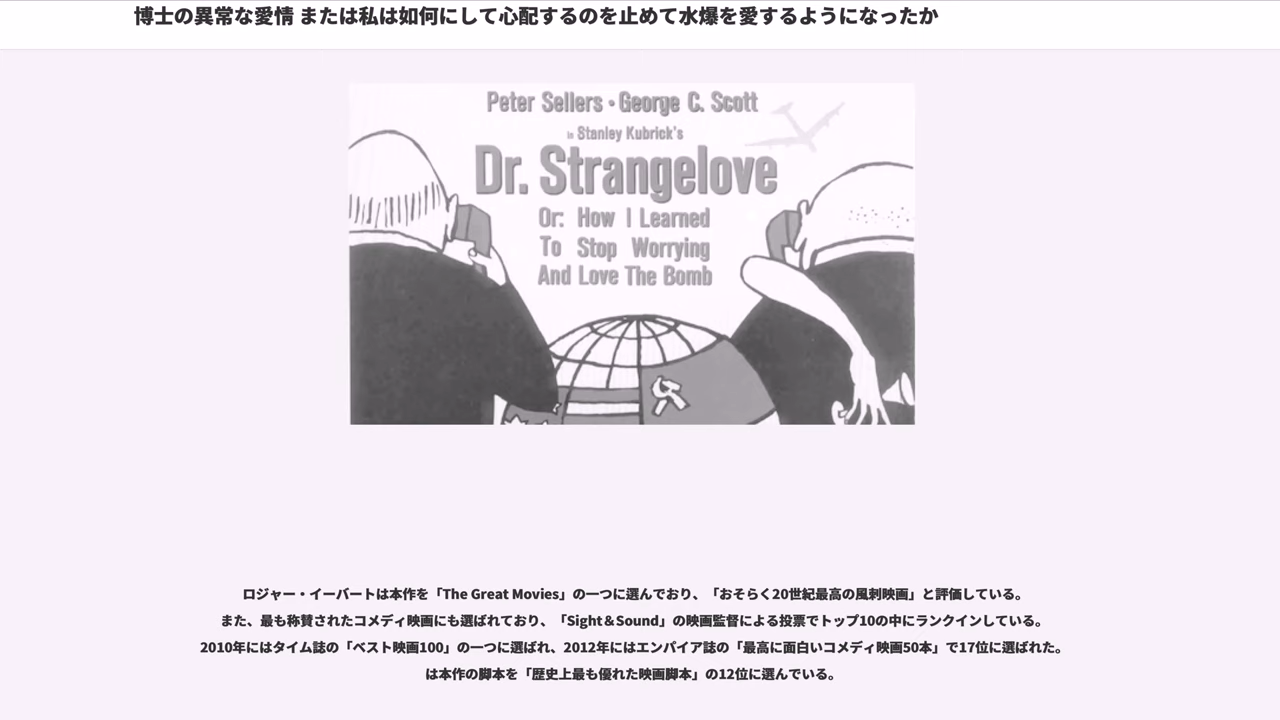 博士の異常な愛情 または私は如何にして心配するのを止めて水爆を愛するようになったか
Peter Sellers • George C. Scott
in Stanley Kubrick's
Dr. Strangelove
Or: How I Learned
To Stop Worrying
And Love The Bomb
ロジャー・イーバートは本作を「The Great Movies」の一つに選んでおり、「おそらく20世紀最高の風刺映画」と評価している。
また、最も称賛されたコメディ映画にも選ばれており、「Sight＆Sound」の映画監督による投票でトップ10の中にランクインしている。
2010年にはタイム誌の「ベスト映画100」の一つに選ばれ、2012年にはエンパイア誌の「最高に面白いコメディ映画50本」で17位に選ばれた。
は本作の脚本を「歴史上最も優れた映画脚本」の12位に選んでいる。